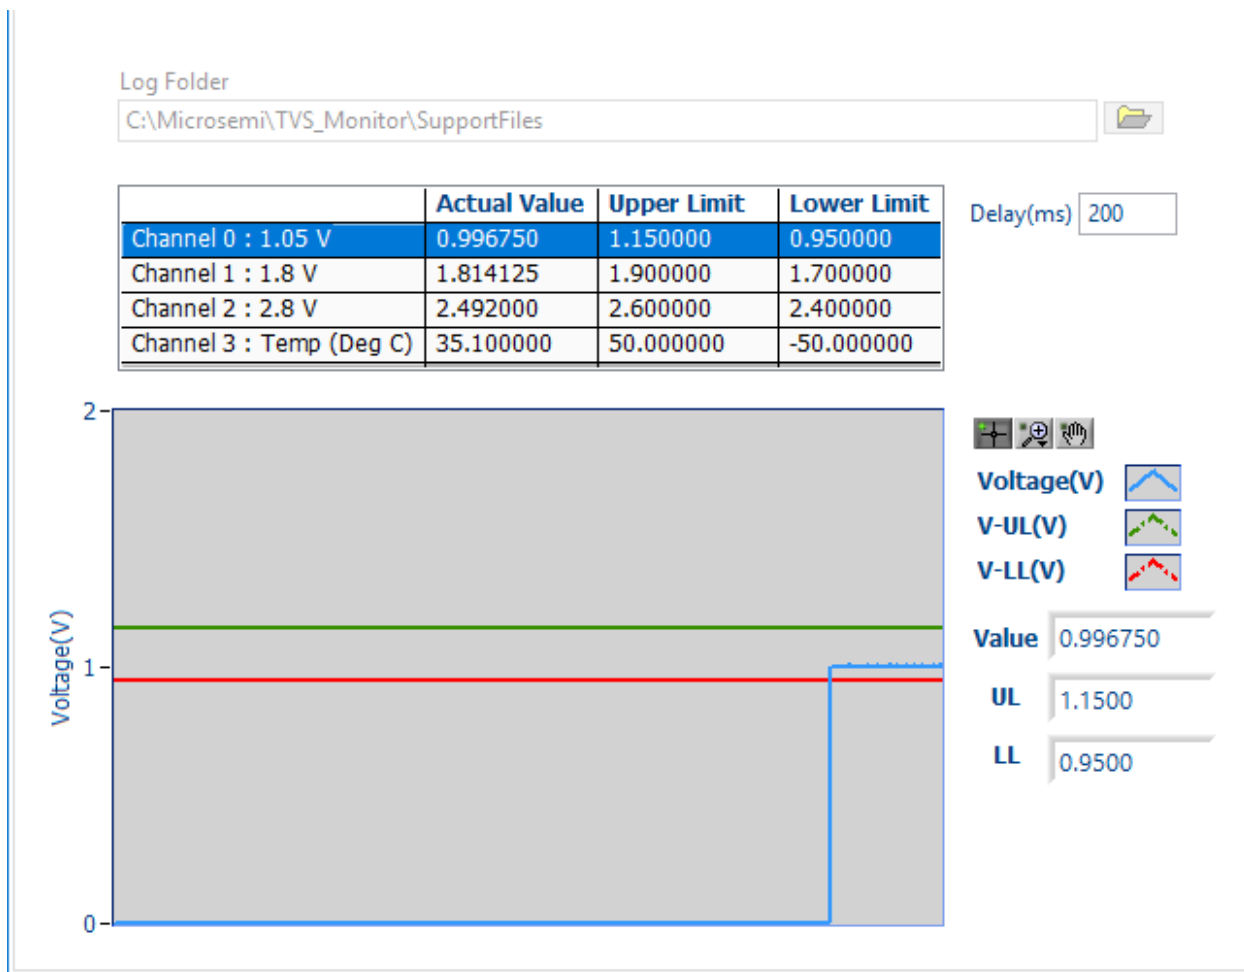 Log Folder
C:\Microsemi\TVS_Monitor\SupportFiles
Actual Value Upper Limit Lower Limit
Channel 0 : 1.05 V 0.996750 1.150000 0.950000
Channel 1 : 1.8 V 1.814125 1.900000 1.700000
Channel 2 : 2.8 V 2.492000 2.600000 2.400000
Channel 3 : Temp (Deg C) 35.100000 50.000000 -50.000000
Delay(ms) 200
2
1
0
Voltage(V)
Voltage(V)
V-UL(V)
V-LL(V)
Value 0.996750
UL 1.1500
LL 0.9500